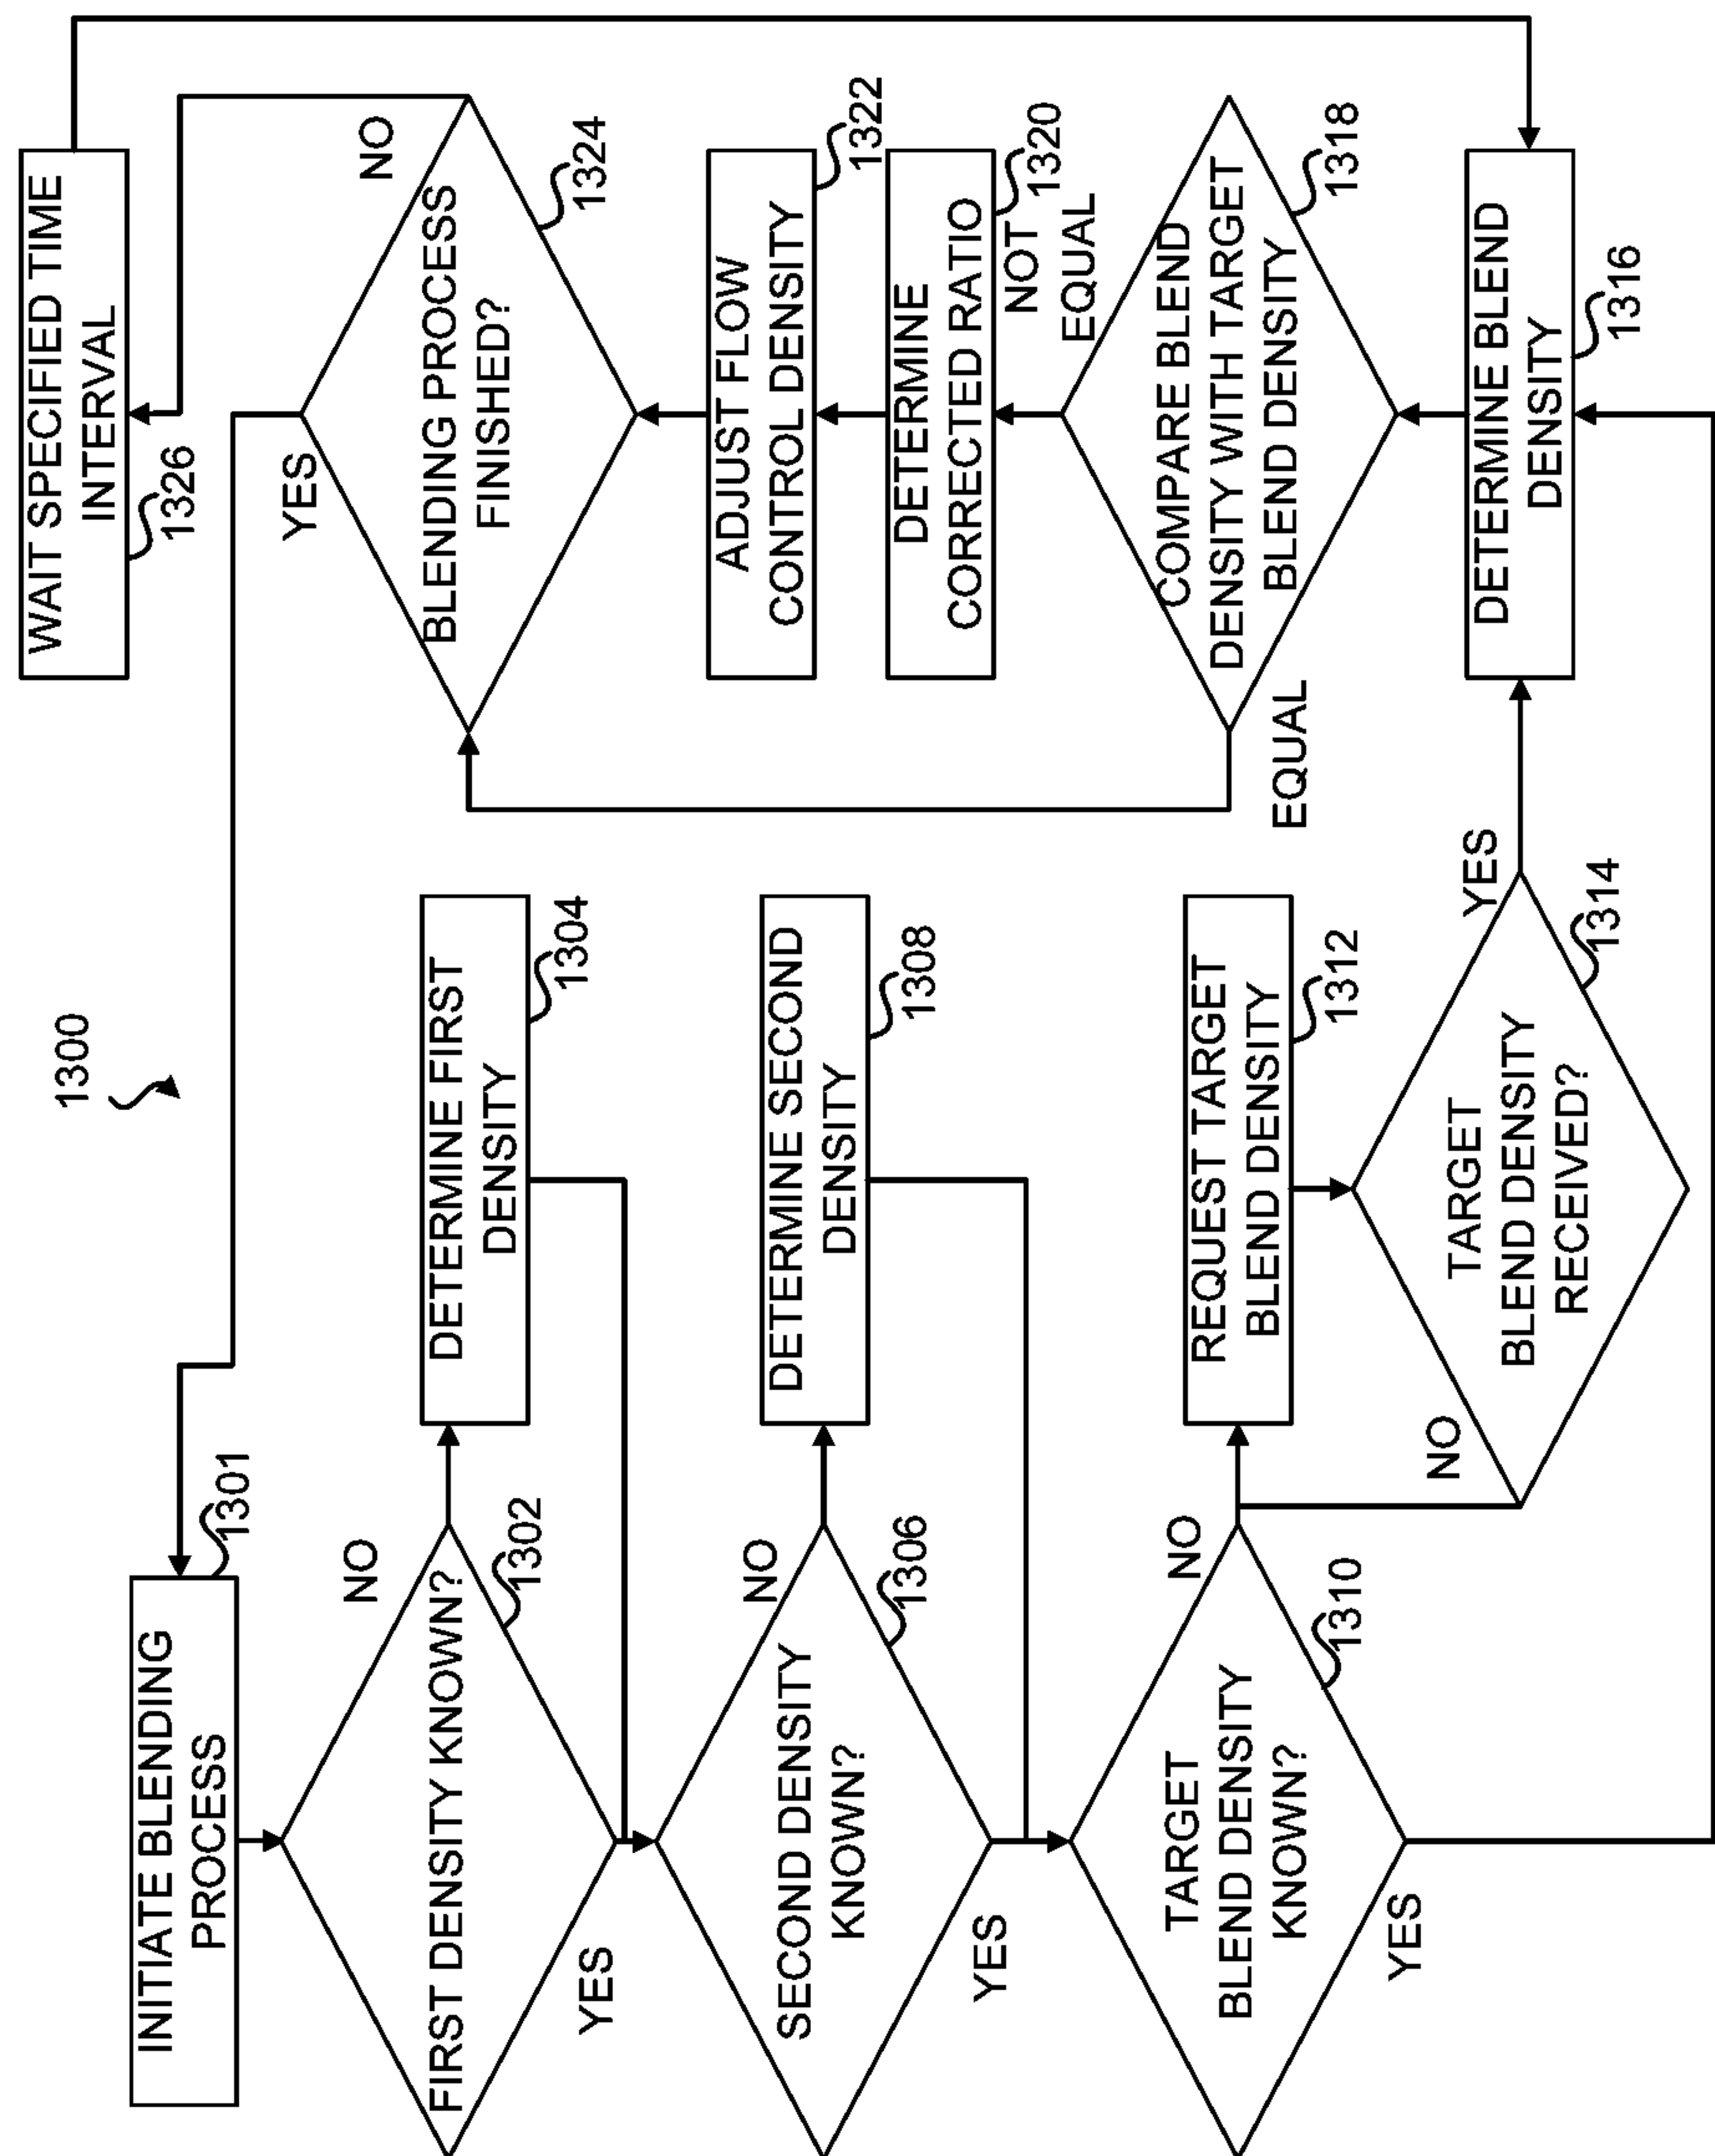 1300
INITIATE BLENDING
PROCESS
1301
FIRST DENSITY KNOWN?
1302
NO
YES
DETERMINE FIRST
DENSITY
1304
SECOND DENSITY
KNOWN?
1306
NO
YES
DETERMINE SECOND
DENSITY
1308
TARGET
BLEND DENSITY
KNOWN?
1310
NO
YES
REQUEST TARGET
BLEND DENSITY
1312
TARGET
BLEND DENSITY
RECEIVED?
1314
NO
YES
WAIT SPECIFIED TIME
INTERVAL
1326
YES
NO
BLENDING PROCESS
FINISHED?
1324
ADJUST FLOW
CONTROL DENSITY
1322
DETERMINE
CORRECTED RATIO
1320
NOT
EQUAL
COMPARE BLEND
DENSITY WITH TARGET
BLEND DENSITY
1318
EQUAL
DETERMINE BLEND
DENSITY
1316